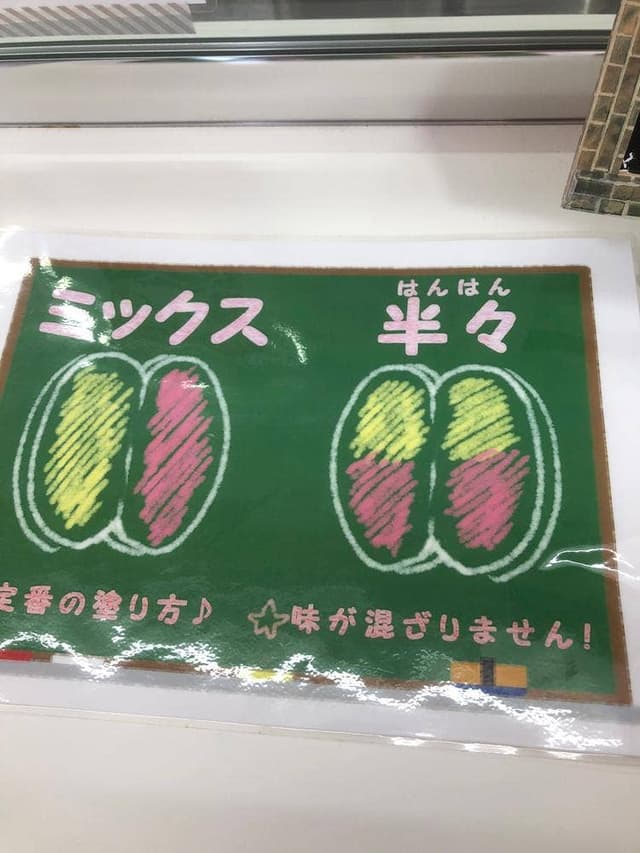 ミックス
はんはん
半々
定番の塗り方♪
☆味が混ざりません!